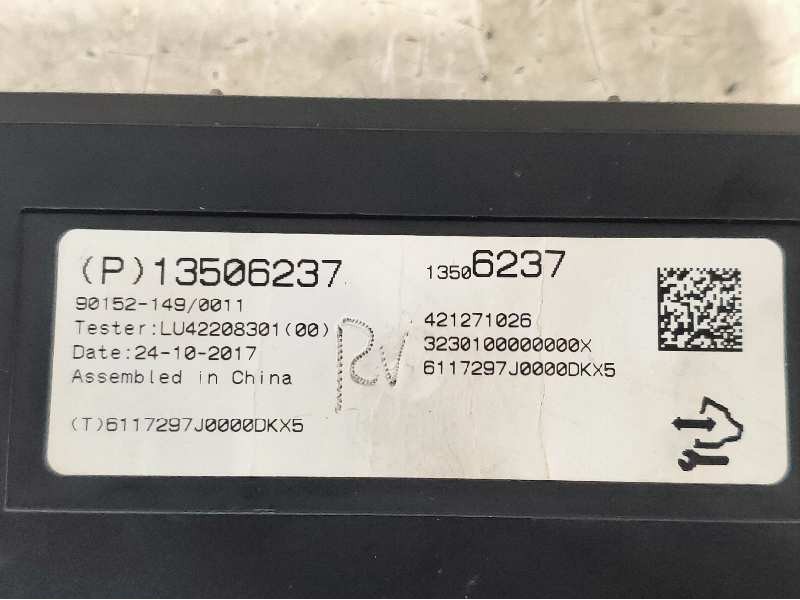 (P)13506237
90152-149/0011
Tester:LU42208301(00)
Date:24-10-2017
Assembled in China
(T)6117297J0000DKX5
RV
13506237
421271026
3230100000000X
6117297J0000DKX5